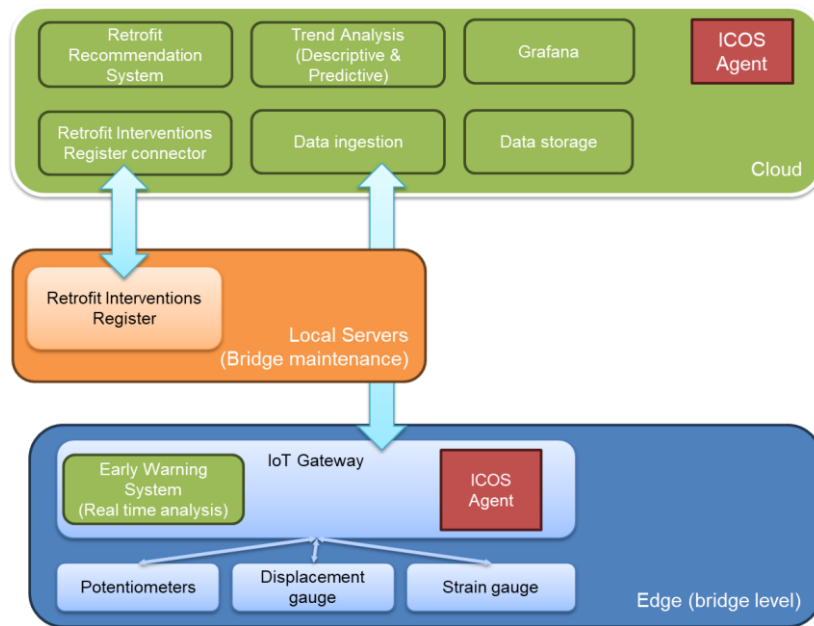 Retrofit
Recommendation
System
Trend Analysis
(Descriptive &
Predictive)
Grafana
ICOS
Agent
Retrofit Interventions
Register connector
Data ingestion
Data storage
Cloud
Retrofit Interventions
Register
Local Servers
(Bridge maintenance)
Early Warning
System
(Real time analysis)
IoT Gateway
ICOS
Agent
Potentiometers
Displacement
gauge
Strain gauge
Edge (bridge level)